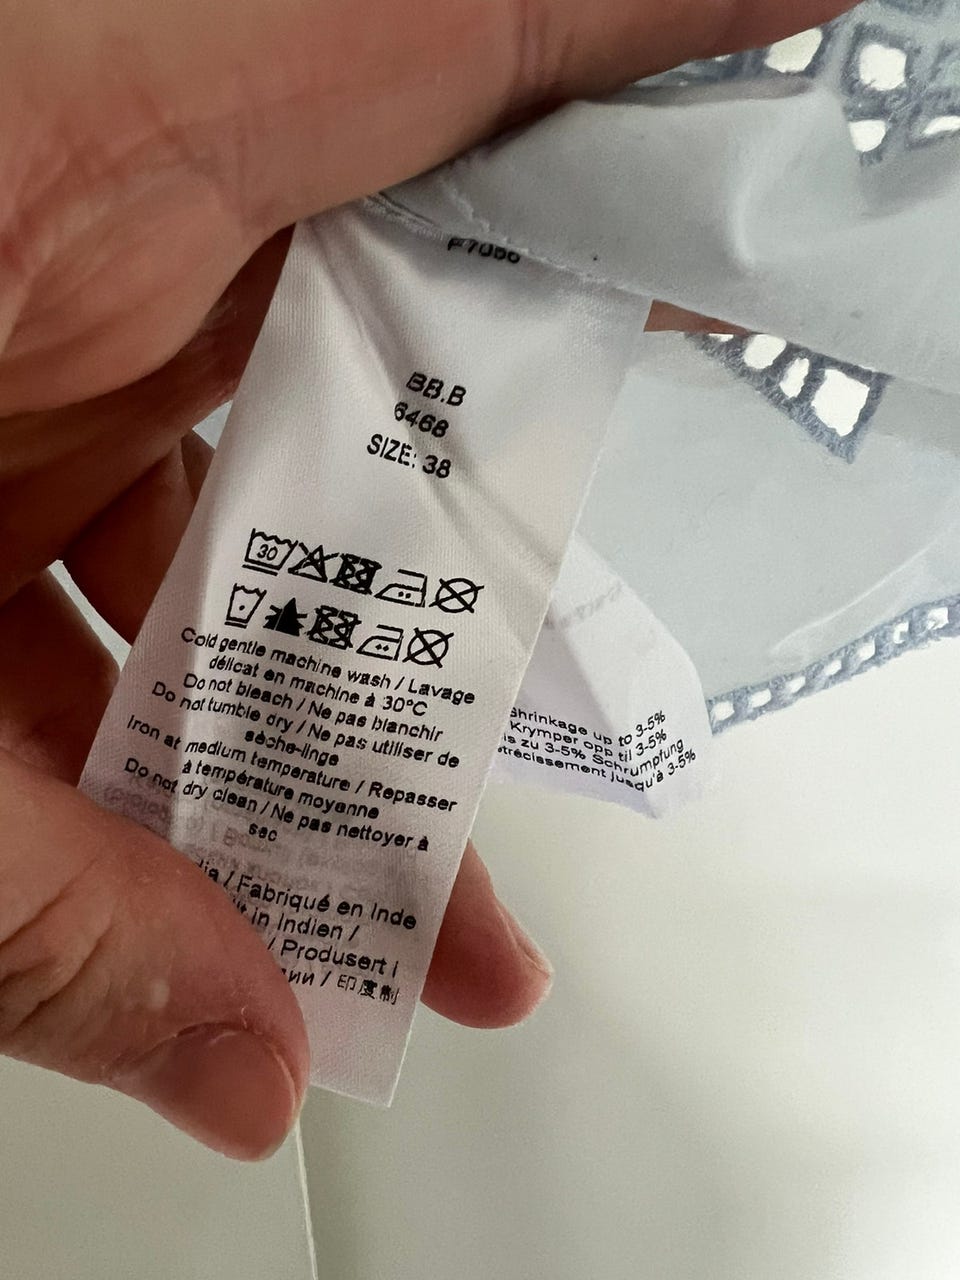 BB.B
6468
SIZE: 38
30
Cold gentle machine wash / Lavage
délicat en machine à 30°C
Do not bleach / Ne pas blanchir
Do not tumble dry / Ne pas utiliser de
sèche-linge
Iron at medium temperature / Repasser
à température moyenne
Do not dry clean / Ne pas nettoyer à
sec
/ Fabriqué en Inde
in Indien /
/ Produsert i
/ 印度制
Shrinkage up to 3-5%
Krymper opp til 3-5%
zu 3-5% Schrumpfung
jusqu'à 3-5%